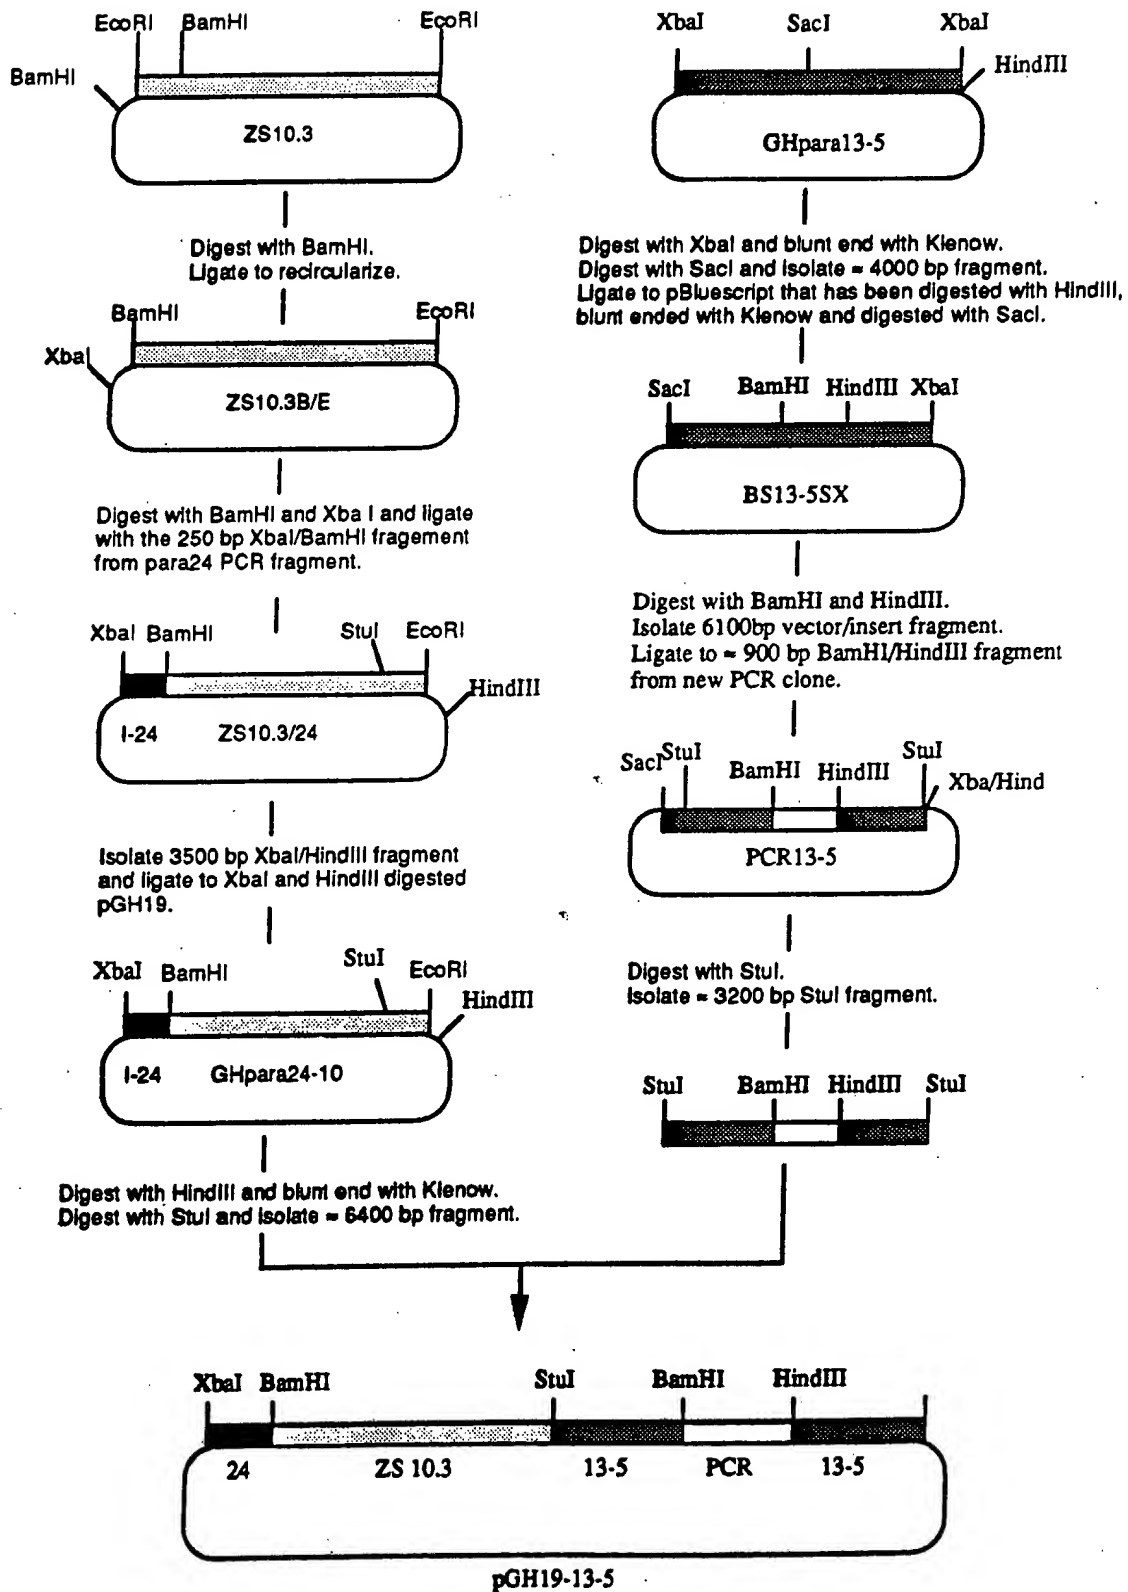 EcoRI BamHI EcoRI
BamHI
ZS10.3
Digest with BamHI.
Ligate to recircularize.
BamHI EcoRI
XbaI
ZS10.3B/E
Digest with BamHI and Xba I and ligate
with the 250 bp XbaI/BamHI fragement
from para24 PCR fragment.
XbaI BamHI StuI EcoRI
HindIII
I-24 ZS10.3/24
Isolate 3500 bp XbaI/HindIII fragment
and ligate to XbaI and HindIII digested
pGH19.
XbaI BamHI StuI EcoRI
HindIII
I-24 GHpara24-10
Digest with HindIII and blunt end with Klenow.
Digest with StuI and isolate ≈ 6400 bp fragment.
XbaI SacI XbaI
HindIII
GHpara13-5
Digest with XbaI and blunt end with Klenow.
Digest with SacI and isolate ≈ 4000 bp fragment.
Ligate to pBluescript that has been digested with HindIII,
blunt ended with Klenow and digested with SacI.
SacI BamHI HindIII XbaI
BS13-5SX
Digest with BamHI and HindIII.
Isolate 6100bp vector/insert fragment.
Ligate to ≈ 900 bp BamHI/HindIII fragment
from new PCR clone.
SacI StuI BamHI HindIII StuI
Xba/Hind
PCR13-5
Digest with StuI.
Isolate ≈ 3200 bp StuI fragment.
StuI BamHI HindIII StuI
XbaI BamHI StuI BamHI HindIII
24 ZS 10.3 13-5 PCR 13-5
pGH19-13-5